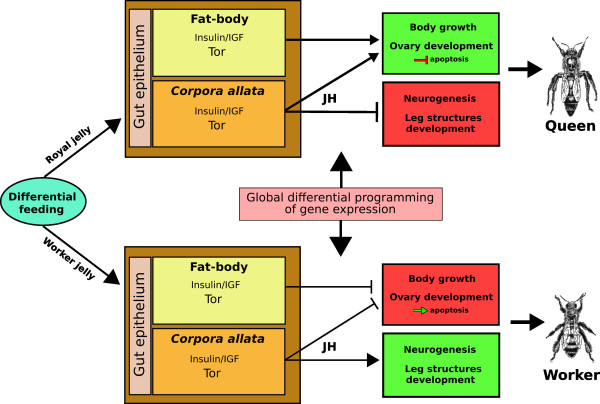 Gut epithelium
Fat-body
Insulin/IGF
Tor
Corpora allata
Insulin/IGF
Tor
JH
Body growth
Ovary development
apoptosis
Neurogenesis
Leg structures
development
Queen
Royal jelly
Differential
feeding
Worker jelly
Global differential programming
of gene expression
Gut epithelium
Fat-body
Insulin/IGF
Tor
Corpora allata
Insulin/IGF
Tor
JH
Body growth
Ovary development
apoptosis
Neurogenesis
Leg structures
development
Worker